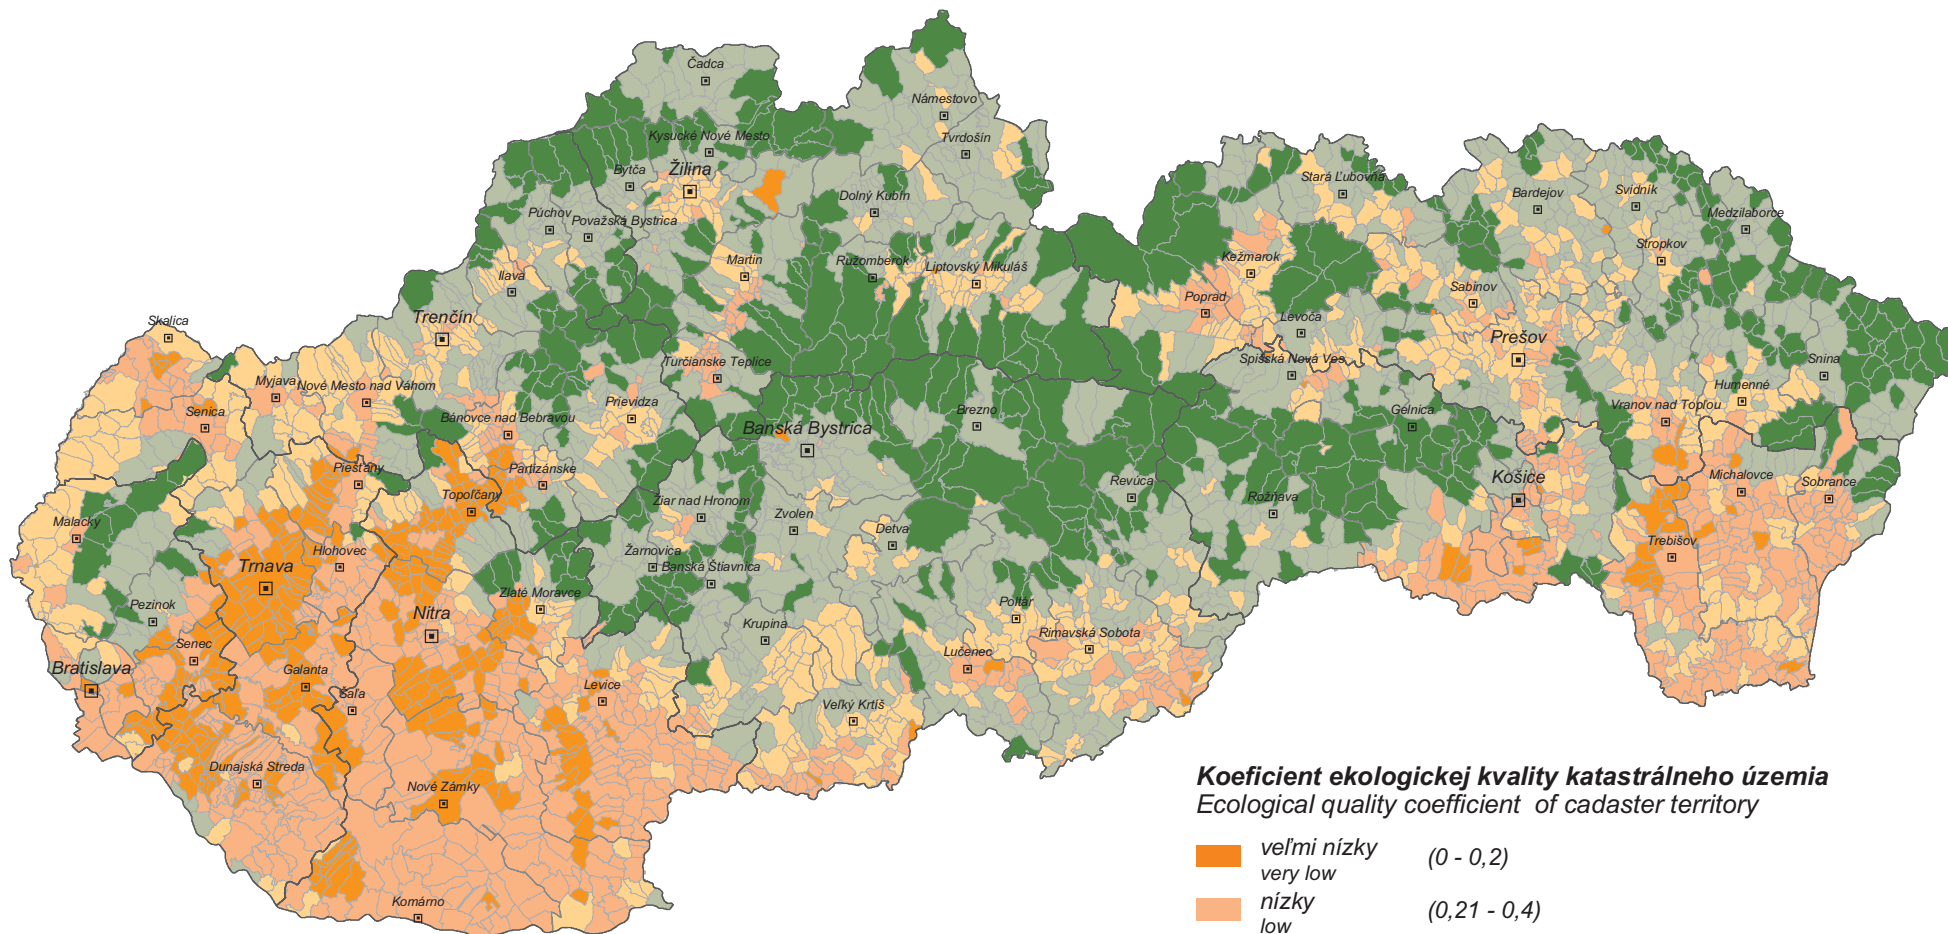 Čadca
Námestovo
Kysucké Nové Mesto
Tvrdošín
Žilina
Bytča
Dolný Kubín
Stará Ľubovňa
Bardejov
Svidník
Medzilaborce
Púchov
Považská Bystrica
Stropkov
Martin
Ružomberok
Liptovský Mikuláš
Kežmarok
Ilava
Poprad
Sabinov
Skalica
Trenčín
Levoča
Prešov
Turčianske Teplice
Spišská Nová Ves
Snina
Myjava
Nové Mesto nad Váhom
Humenné
Senica
Bánovce nad Bebravou
Prievidza
Brezno
Gelnica
Vranov nad Topľou
Banská Bystrica
Piešťany
Partizánske
Michalovce
Topoľčany
Žiar nad Hronom
Revúca
Rožňava
Košice
Sobrance
Malacky
Zvolen
Detva
Hlohovec
Trnava
Žarnovica
Banská Štiavnica
Trebišov
Pezinok
Nitra
Zlaté Moravce
Krupina
Poltár
Rimavská Sobota
Senec
Bratislava
Galanta
Šaľa
Levice
Lučenec
Veľký Krtíš
Dunajská Streda
Nové Zámky
Komárno
Koeficient ekologickej kvality katastrálneho územia
Ecological quality coefficient of cadaster territory
veľmi nízky (0 - 0,2)
very low
nízky (0,21 - 0,4)
low